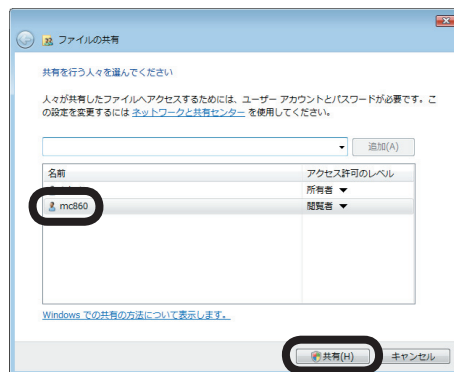 ファイルの共有
共有を行う人々を選んでください
人々が共有したファイルへアクセスするためには、ユーザー アカウントとパスワードが必要です。こ
の設定を変更するには ネットワークと共有センター を使用してください。
追加(A)
名前 アクセス許可のレベル
所有者
mc860 閲覧者
Windows での共有の方法について表示します。
共有(H) キャンセル